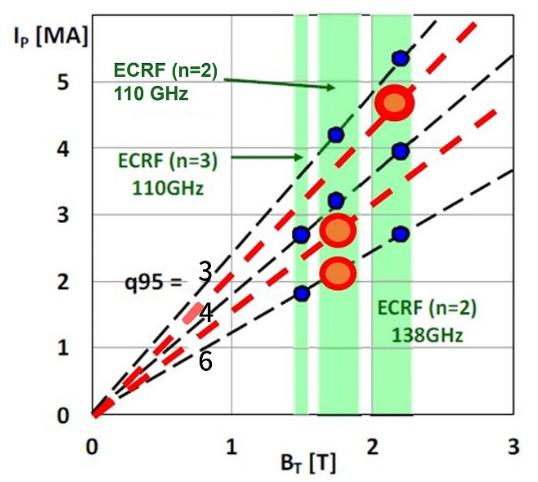 Iₚ [MA]
5
4
3
2
1
0
ECRF (n=2)
110 GHz
ECRF (n=3)
110GHz
q95 =
3
4
6
ECRF (n=2)
138GHz
0
1
2
3
B_T [T]